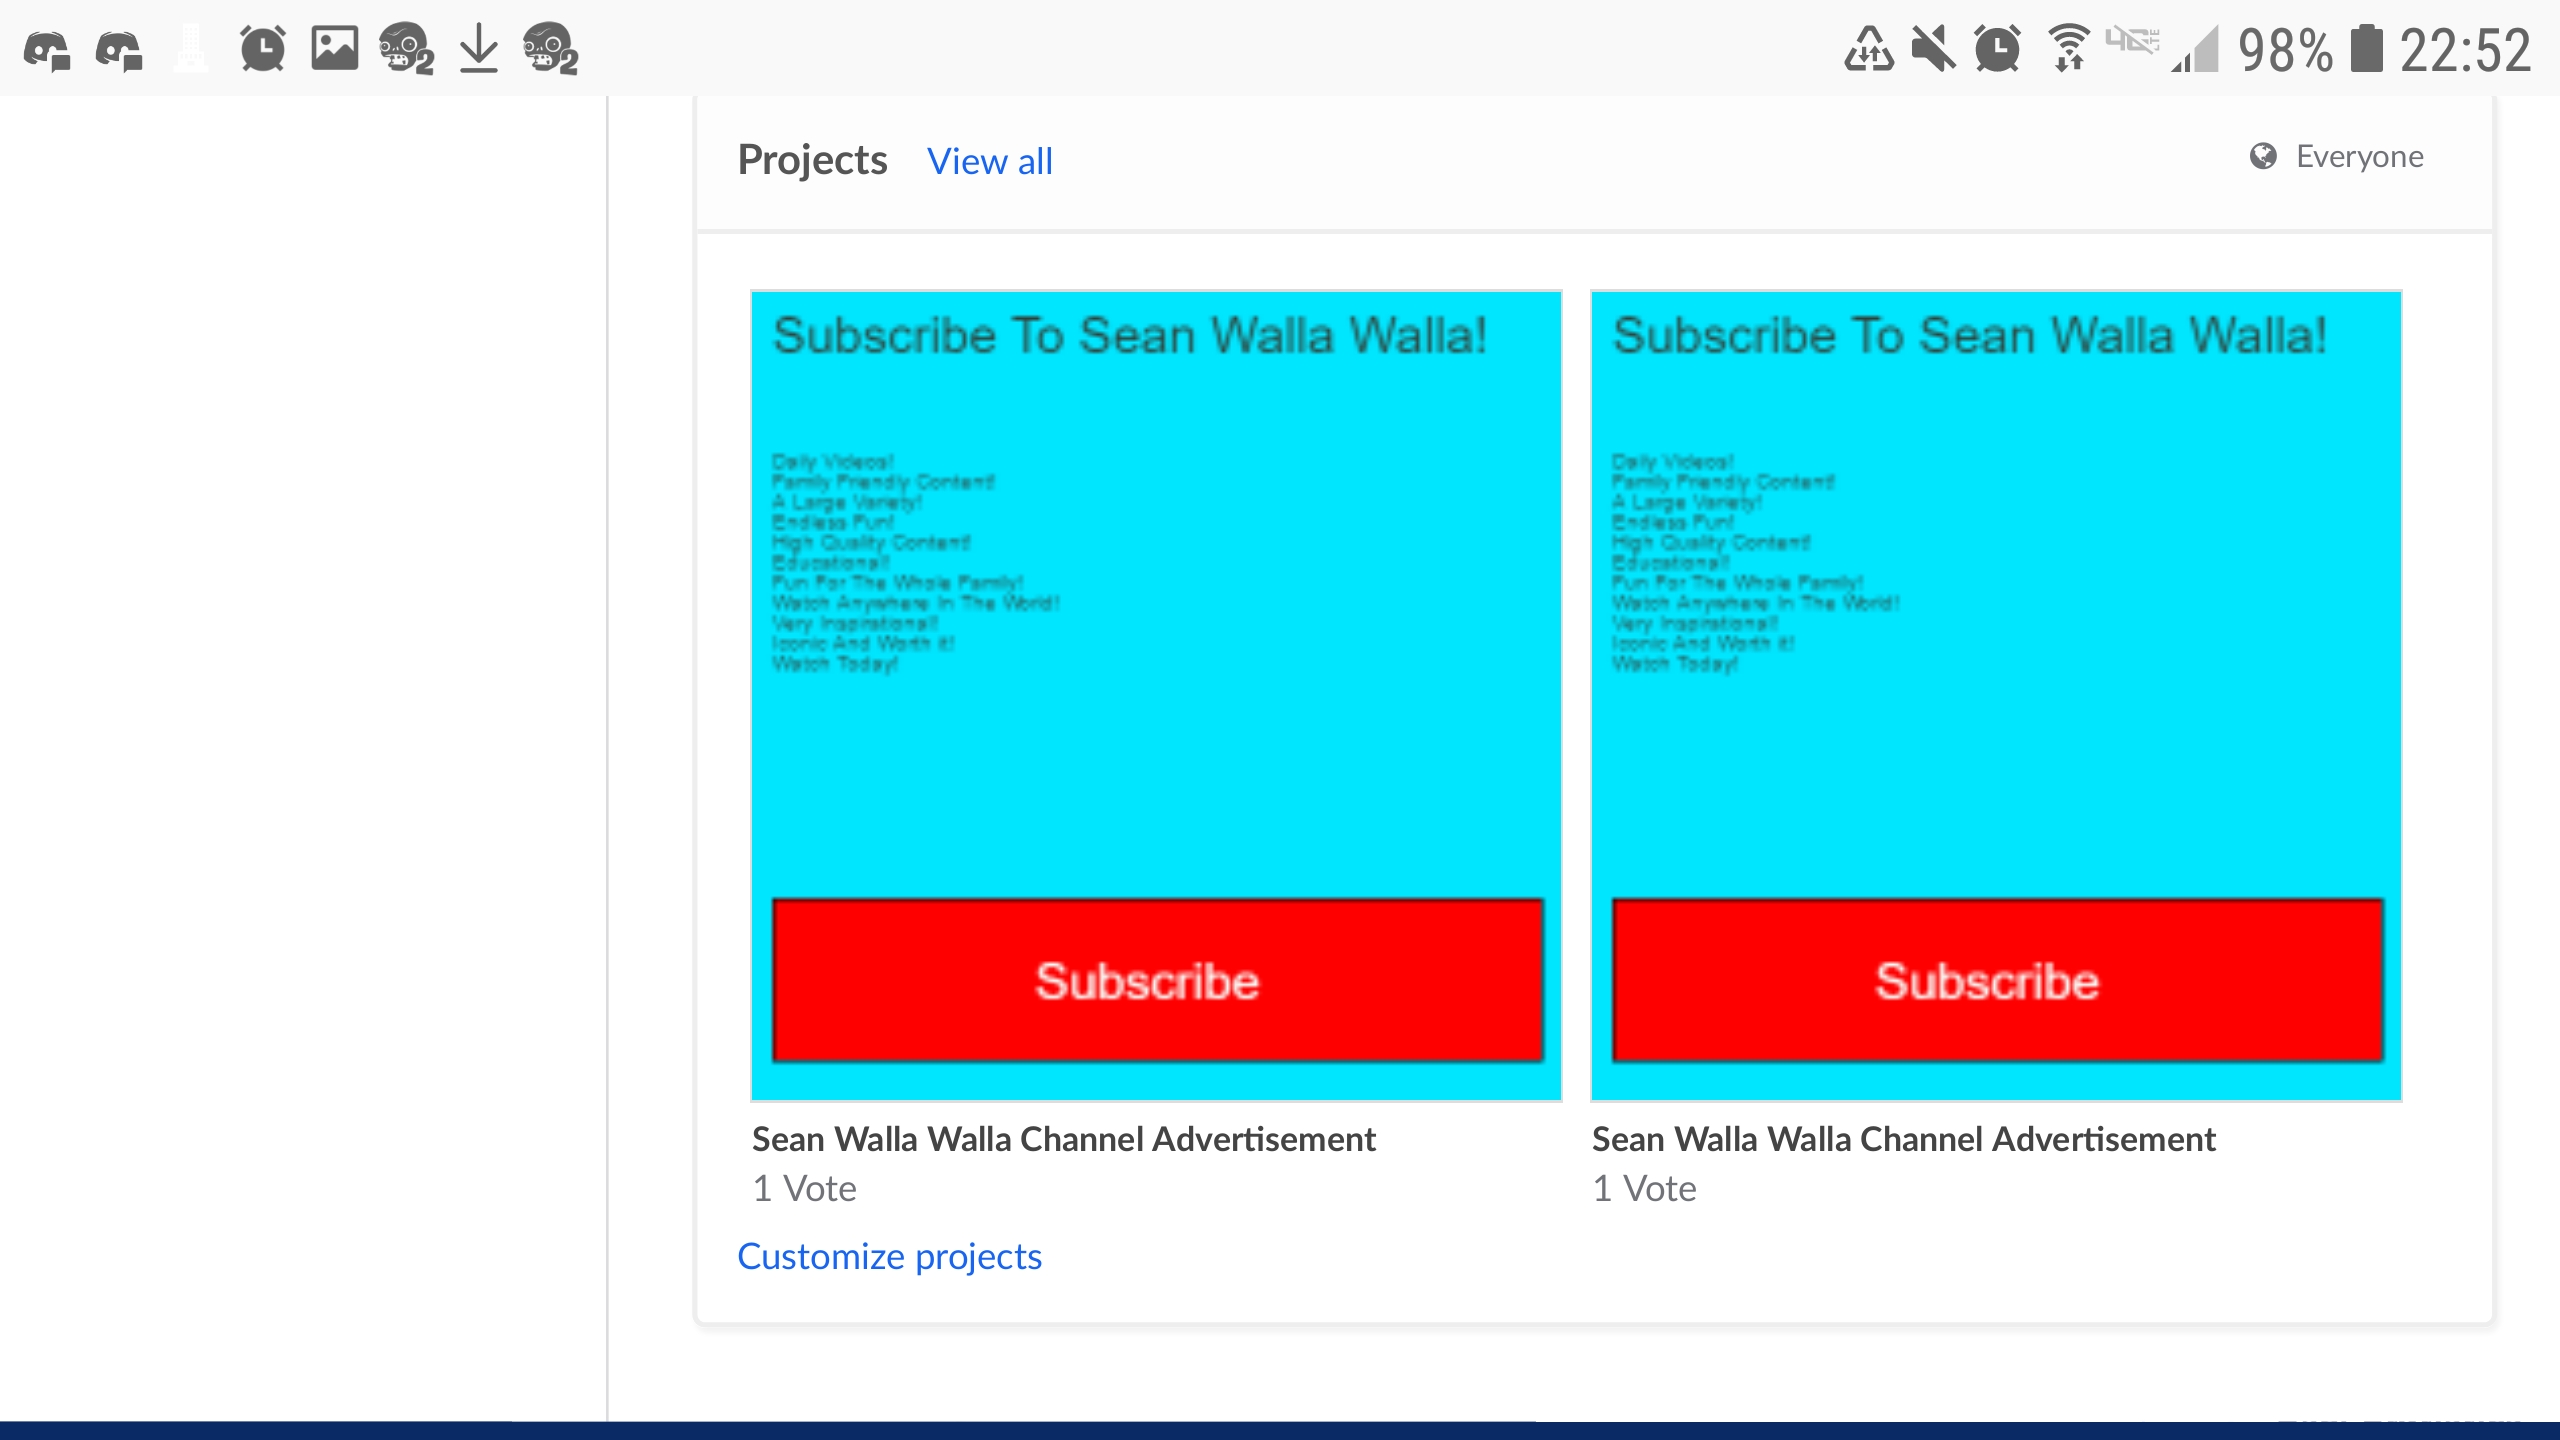 98% 22:52
Projects View all Everyone
Subscribe To Sean Walla Walla!
Daily Videos!
Family Friendly Content!
A Large Variety!
Endless Fun!
High Quality Content!
Educational!
Fun For The Whole Family!
Watch Anywhere In The World!
Very Inspirational!
Iconic And Worth it!
Watch Today!
Subscribe
Sean Walla Walla Channel Advertisement
1 Vote
Subscribe To Sean Walla Walla!
Daily Videos!
Family Friendly Content!
A Large Variety!
Endless Fun!
High Quality Content!
Educational!
Fun For The Whole Family!
Watch Anywhere In The World!
Very Inspirational!
Iconic And Worth it!
Watch Today!
Subscribe
Sean Walla Walla Channel Advertisement
1 Vote
Customize projects